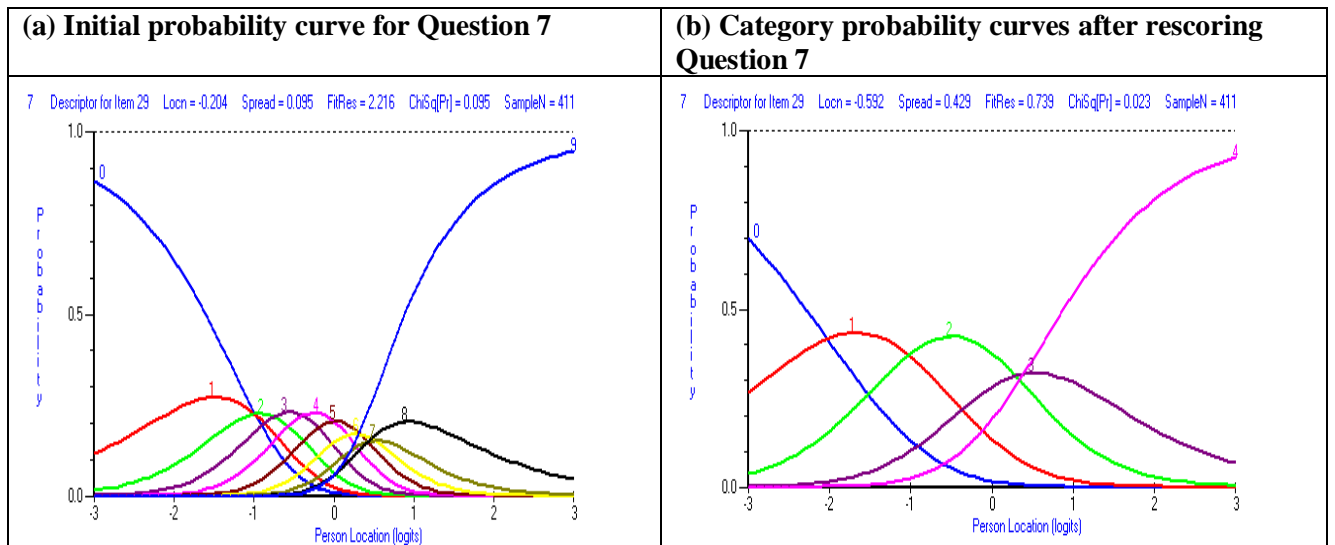 (a) Initial probability curve for Question 7
(b) Category probability curves after rescoring
Question 7
7 Descriptor for Item 29 Locn = -0.204 Spread = 0.095 FitRes = 2.216 ChiSq[Pr] = 0.095 SampleN = 411
1.0
0.5
0.0
Probability
0
1
2
3
4
5
6
7
8
9
-3 -2 -1 0 1 2 3
Person Location (logits)
7 Descriptor for Item 29 Locn = -0.592 Spread = 0.429 FitRes = 0.739 ChiSq[Pr] = 0.023 SampleN = 411
1.0
0.5
0.0
Probability
0
1
2
3
4
-3 -2 -1 0 1 2 3
Person Location (logits)